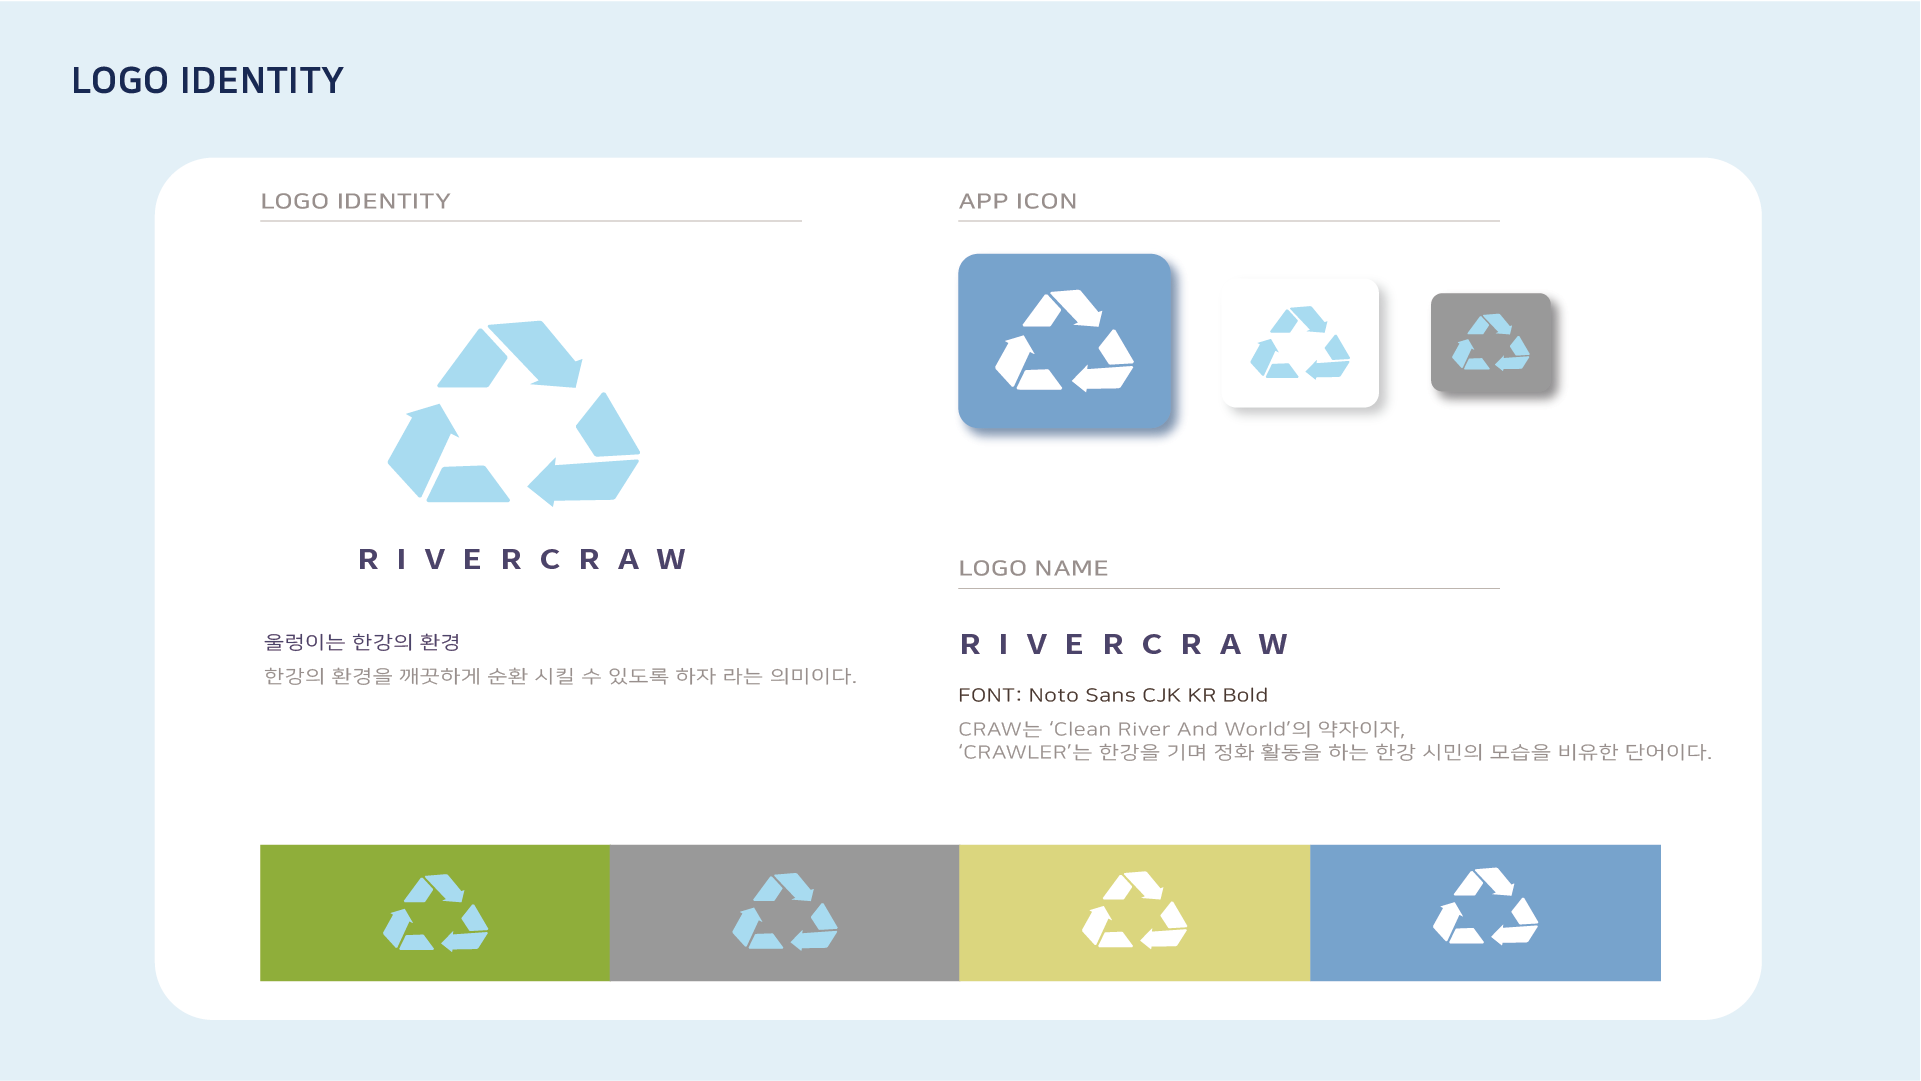 LOGO IDENTITY
LOGO IDENTITY
RIVERCRAW
울렁이는 한강의 환경
한강의 환경을 깨끗하게 순환 시킬 수 있도록 하자 라는 의미이다.
APP ICON
LOGO NAME
RIVERCRAW
FONT: Noto Sans CJK KR Bold
CRAW는 ‘Clean River And World’의 약자이자,
‘CRAWLER’는 한강을 기며 정화 활동을 하는 한강 시민의 모습을 비유한 단어이다.